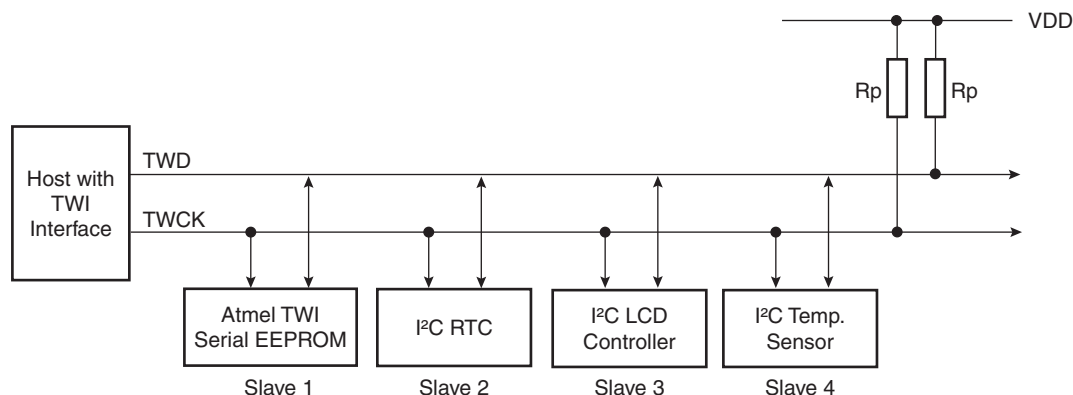 VDD
Rp Rp
Host with
TWI
Interface
TWD
TWCK
Atmel TWI
Serial EEPROM
I²C RTC
I²C LCD
Controller
I²C Temp.
Sensor
Slave 1
Slave 2
Slave 3
Slave 4